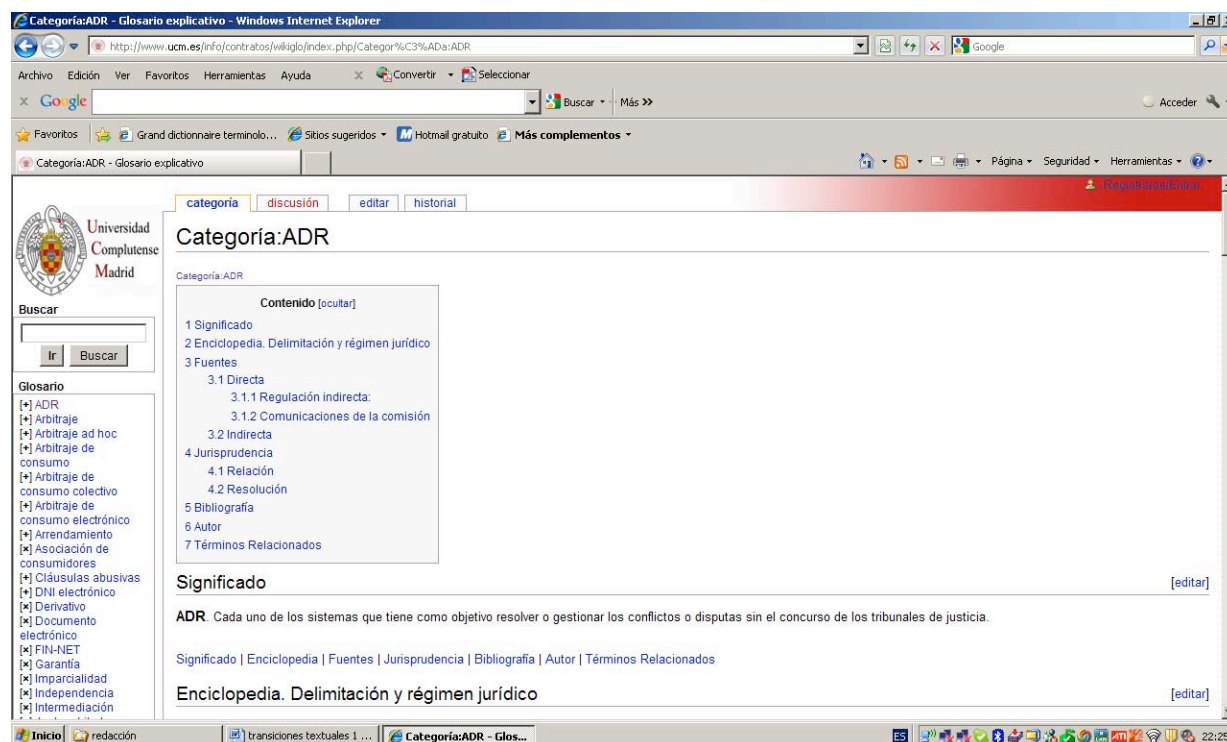 Categoría:ADR - Glosario explicativo - Windows Internet Explorer
http://www.ucm.es/info/contratos/wikiglo/index.php/Categor%C3%ADa:ADR
Google
Archivo Edición Ver Favoritos Herramientas Ayuda x Convertir Seleccionar
x Google Buscar Más >> Acceder
Favoritos Grand dictionnaire terminolo... Sitios sugeridos Hotmail gratuito Más complementos
Categoría:ADR - Glosario explicativo Página Seguridad Herramientas
Registrarse/Entrar
categoría discusión editar historial
Universidad
Complutense
Madrid
Buscar
Ir Buscar
Glosario
[+] ADR
[+] Arbitraje
[+] Arbitraje ad hoc
[+] Arbitraje de
consumo
[+] Arbitraje de
consumo colectivo
[+] Arbitraje de
consumo electrónico
[+] Arrendamiento
[x] Asociación de
consumidores
[+] Cláusulas abusivas
[+] DNI electrónico
[x] Derivativo
[x] Documento
electrónico
[x] FIN-NET
[x] Garantía
[x] Imparcialidad
[x] Independencia
[x] Intermediación
Categoría:ADR
Categoría:ADR
Contenido [ocultar]
1 Significado
2 Enciclopedia. Delimitación y régimen jurídico
3 Fuentes
3.1 Directa
3.1.1 Regulación indirecta:
3.1.2 Comunicaciones de la comisión
3.2 Indirecta
4 Jurisprudencia
4.1 Relación
4.2 Resolución
5 Bibliografía
6 Autor
7 Términos Relacionados
Significado [editar]
ADR. Cada uno de los sistemas que tiene como objetivo resolver o gestionar los conflictos o disputas sin el concurso de los tribunales de justicia.
Significado | Enciclopedia | Fuentes | Jurisprudencia | Bibliografía | Autor | Términos Relacionados
Enciclopedia. Delimitación y régimen jurídico [editar]
Inicio redacción transiciones textuales 1 ... Categoría:ADR - Glos... ES